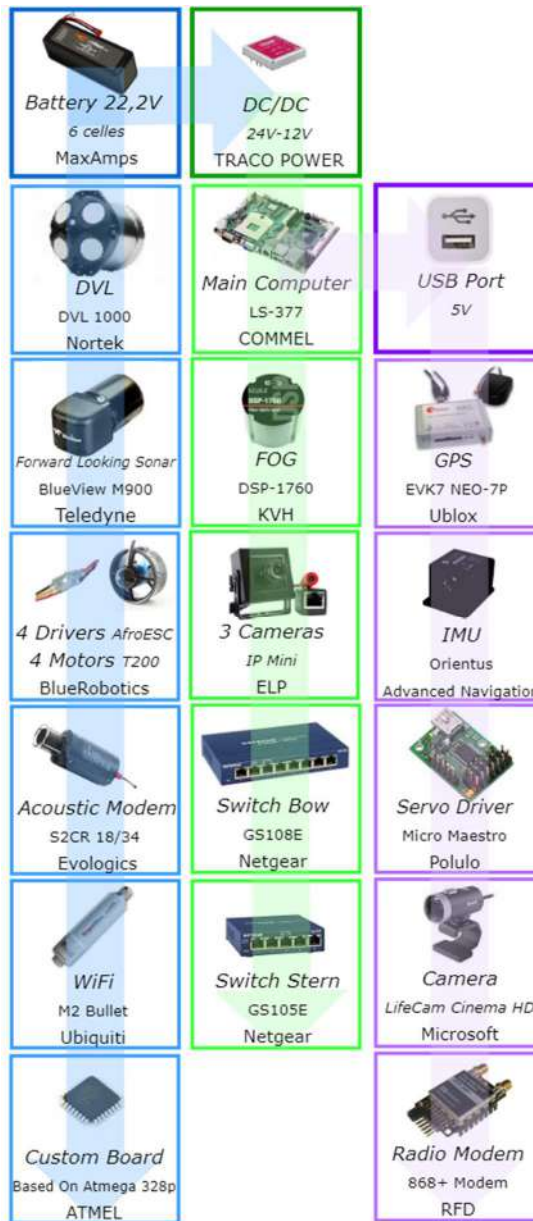 Battery 22,2V
6 celles
MaxAmps
DC/DC
24V-12V
TRACO POWER
DVL
DVL 1000
Nortek
Main Computer
LS-377
COMMEL
USB Port
5V
Forward Looking Sonar
BlueView M900
Teledyne
DSP-1760
FOG
DSP-1760
KVH
GPS
EVK7 NEO-7P
Ublox
4 Drivers AfroESC
4 Motors T200
BlueRobotics
3 Cameras
IP Mini
ELP
IMU
Orientus
Advanced Navigation
Acoustic Modem
S2CR 18/34
Evologics
Switch Bow
GS108E
Netgear
Servo Driver
Micro Maestro
Polulo
WiFi
M2 Bullet
Ubiquiti
Switch Stern
GS105E
Netgear
Camera
LifeCam Cinema HD
Microsoft
Custom Board
Based On Atmega 328p
ATMEL
Radio Modem
868+ Modem
RFD